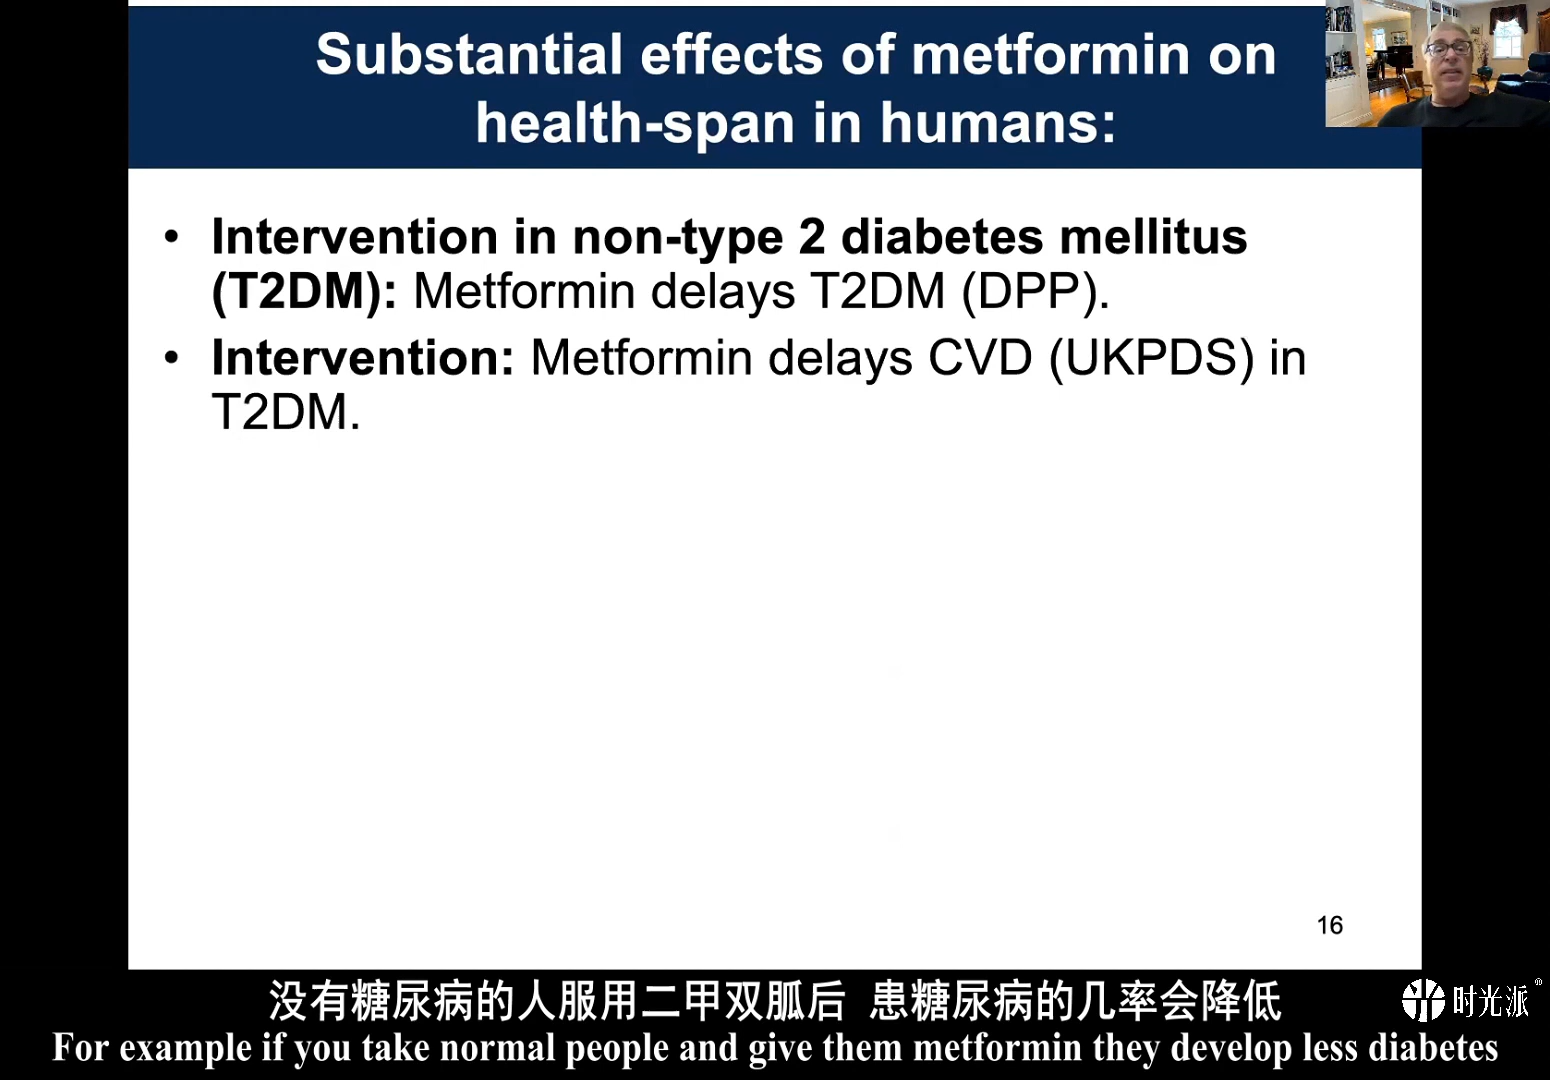 Substantial effects of metformin on
health-span in humans:
• Intervention in non-type 2 diabetes mellitus
(T2DM): Metformin delays T2DM (DPP).
• Intervention: Metformin delays CVD (UKPDS) in
T2DM.
16
没有糖尿病的人服用二甲双胍后 患糖尿病的几率会降低
时光派®
For example if you take normal people and give them metformin they develop less diabetes